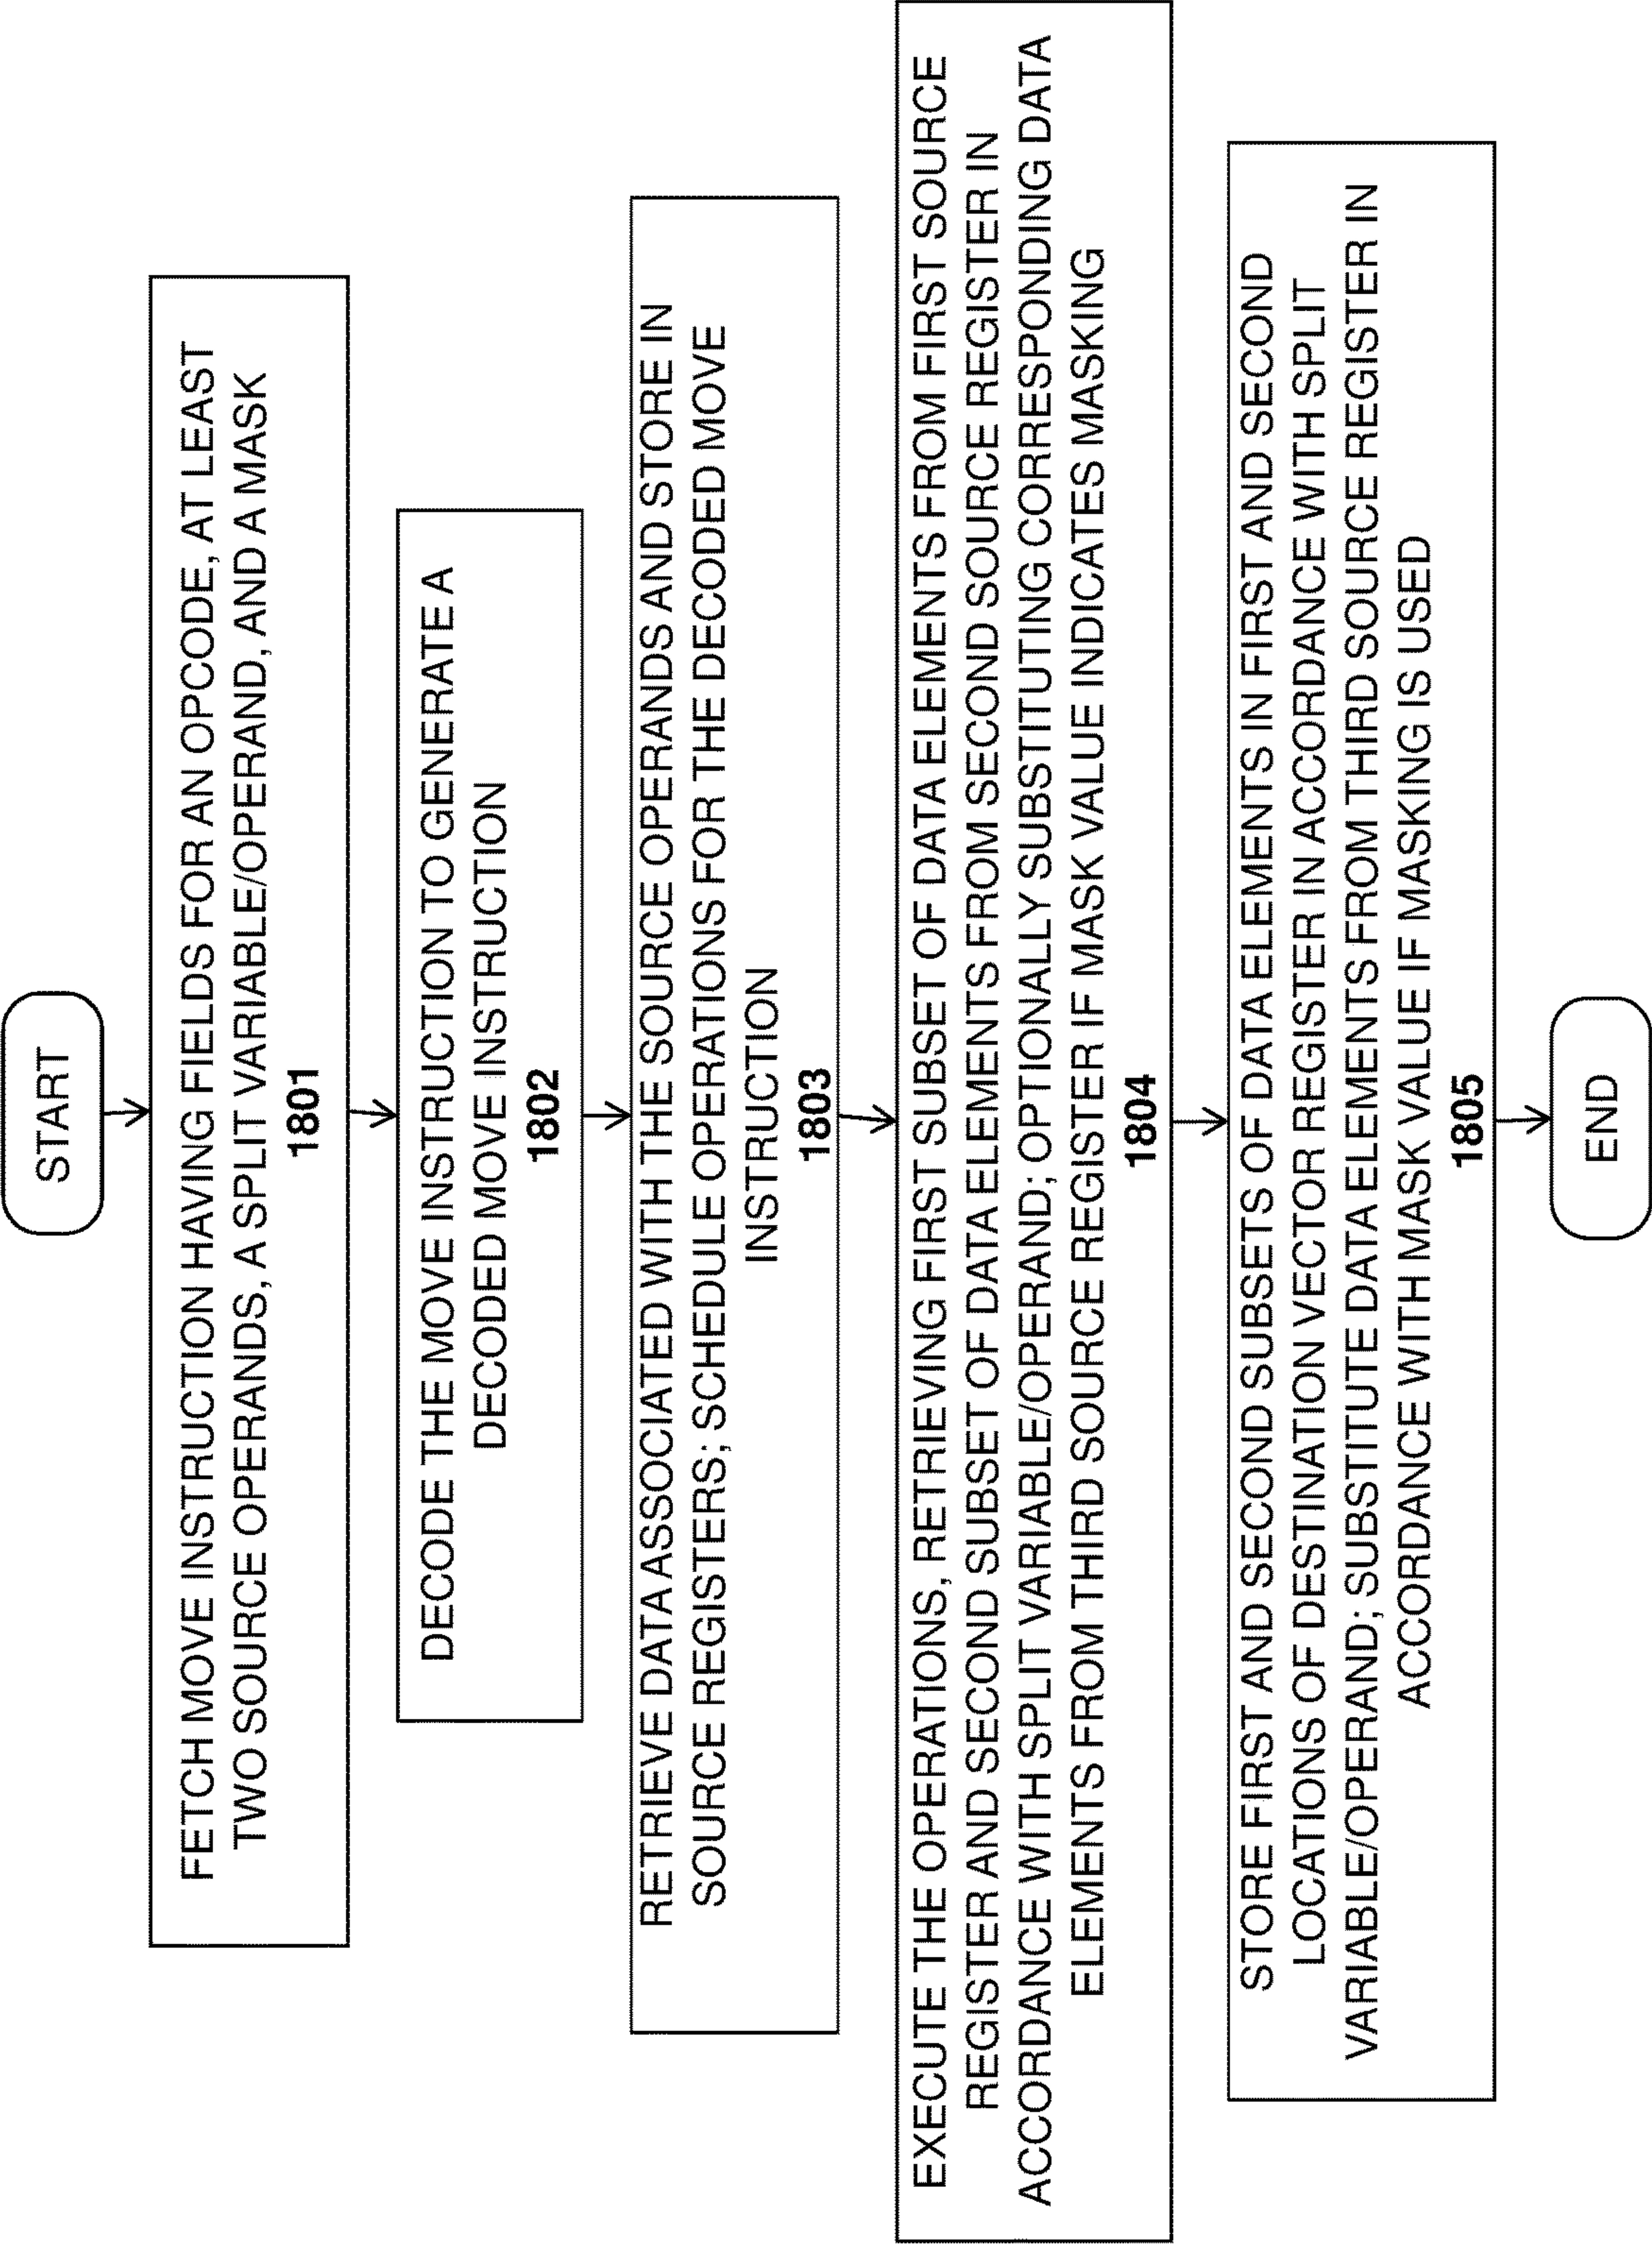 START
FETCH MOVE INSTRUCTION HAVING FIELDS FOR AN OPCODE, AT LEAST
TWO SOURCE OPERANDS, A SPLIT VARIABLE/OPERAND, AND A MASK
1801
DECODE THE MOVE INSTRUCTION TO GENERATE A
DECODED MOVE INSTRUCTION
1802
RETRIEVE DATA ASSOCIATED WITH THE SOURCE OPERANDS AND STORE IN
SOURCE REGISTERS; SCHEDULE OPERATIONS FOR THE DECODED MOVE
INSTRUCTION
1803
EXECUTE THE OPERATIONS, RETRIEVING FIRST SUBSET OF DATA ELEMENTS FROM FIRST SOURCE
REGISTER AND SECOND SUBSET OF DATA ELEMENTS FROM SECOND SOURCE REGISTER IN
ACCORDANCE WITH SPLIT VARIABLE/OPERAND; OPTIONALLY SUBSTITUTING CORRESPONDING DATA
ELEMENTS FROM THIRD SOURCE REGISTER IF MASK VALUE INDICATES MASKING
1804
STORE FIRST AND SECOND SUBSETS OF DATA ELEMENTS IN FIRST AND SECOND
LOCATIONS OF DESTINATION VECTOR REGISTER IN ACCORDANCE WITH SPLIT
VARIABLE/OPERAND; SUBSTITUTE DATA ELEMENTS FROM THIRD SOURCE REGISTER IN
ACCORDANCE WITH MASK VALUE IF MASKING IS USED
1805
END